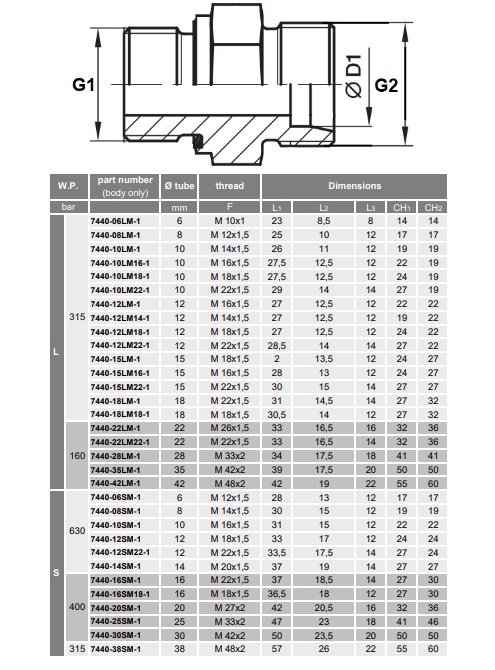 G1
Ø D1
G2
W.P. part number (body only) Ø tube thread Dimensions
bar mm F L1 L2 L3 CH1 CH2
L
315
7440-06LM-1 6 M 10x1 23 8,5 8 14 14
7440-08LM-1 8 M 12x1,5 25 10 12 17 17
7440-10LM-1 10 M 14x1,5 26 11 12 19 19
7440-10LM16-1 10 M 16x1,5 27,5 12,5 12 22 19
7440-10LM18-1 10 M 18x1,5 27,5 12,5 12 24 19
7440-10LM22-1 10 M 22x1,5 29 14 14 27 19
7440-12LM-1 12 M 16x1,5 27 12,5 12 22 22
7440-12LM14-1 12 M 14x1,5 27 12,5 12 19 22
7440-12LM18-1 12 M 18x1,5 27 12,5 12 24 22
7440-12LM22-1 12 M 22x1,5 28,5 14 14 27 22
7440-15LM-1 15 M 18x1,5 2 13,5 12 24 27
7440-15LM16-1 15 M 16x1,5 28 13 12 24 27
7440-15LM22-1 15 M 22x1,5 30 15 14 27 27
7440-18LM-1 18 M 22x1,5 31 14,5 14 27 32
7440-18LM18-1 18 M 18x1,5 30,5 14 12 27 32
160
7440-22LM-1 22 M 26x1,5 33 16,5 16 32 36
7440-22LM22-1 22 M 22x1,5 33 16,5 14 32 36
7440-28LM-1 28 M 33x2 34 17,5 18 41 41
7440-35LM-1 35 M 42x2 39 17,5 20 50 50
7440-42LM-1 42 M 48x2 42 19 22 55 60
S
630
7440-06SM-1 6 M 12x1,5 28 13 12 17 17
7440-08SM-1 8 M 14x1,5 30 15 12 19 19
7440-10SM-1 10 M 16x1,5 31 15 12 22 22
7440-12SM-1 12 M 18x1,5 33 17 12 24 24
7440-12SM22-1 12 M 22x1,5 33,5 17,5 14 27 24
7440-14SM-1 14 M 20x1,5 37 19 14 27 27
400
7440-16SM-1 16 M 22x1,5 37 18,5 14 27 30
7440-16SM18-1 16 M 18x1,5 36,5 18 12 27 30
7440-20SM-1 20 M 27x2 42 20,5 16 32 36
7440-25SM-1 25 M 33x2 47 23 18 41 46
7440-30SM-1 30 M 42x2 50 23,5 20 50 50
315 7440-38SM-1 38 M 48x2 57 26 22 55 60